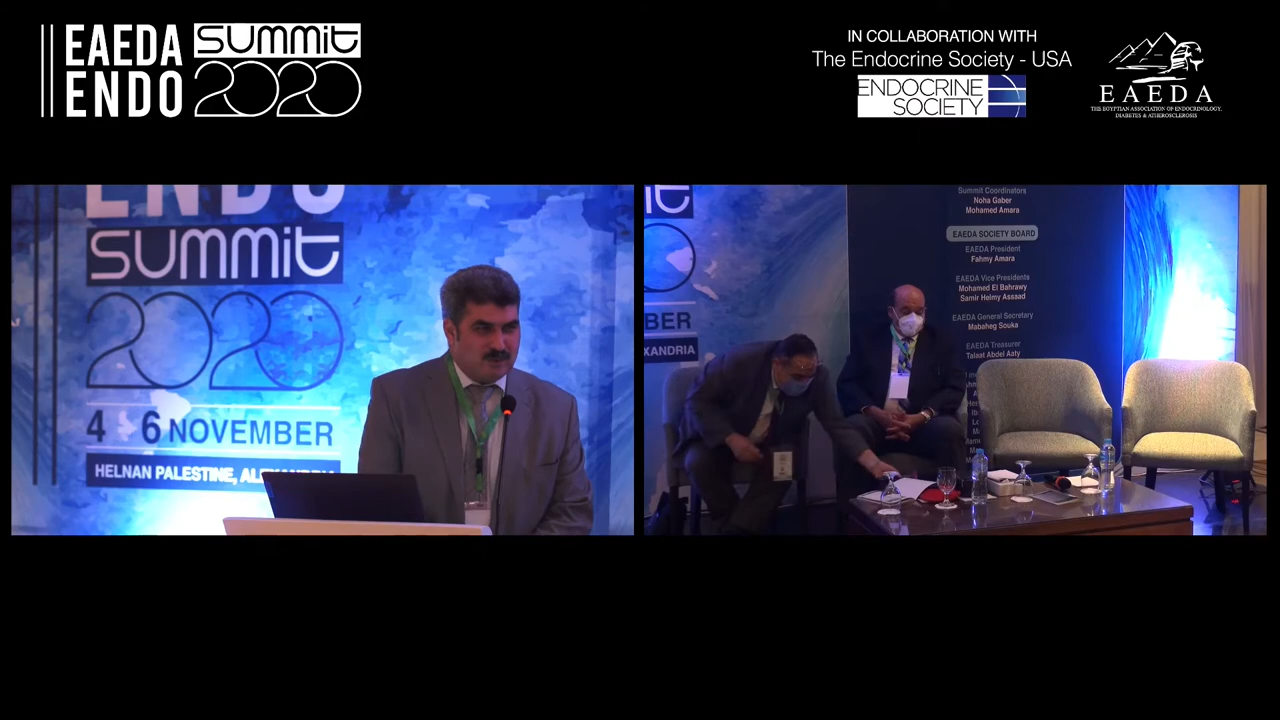 EAEDA
ENDO
SUMMIT
2020
IN COLLABORATION WITH
The Endocrine Society - USA
ENDOCRINE
SOCIETY
EAEDA
THE EGYPTIAN ASSOCIATION OF ENDOCRINOLOGY,
DIABETES & ATHEROSCLEROSIS
ENDO
SUMMIT
2020
4 6 NOVEMBER
HELNAN PALESTINE,
BER
XANDRIA
Summit Coordinators
Noha Gaber
Mohamed Amara
EAEDA SOCIETY BOARD
EAEDA President
Fahmy Amara
EAEDA Vice Presidents
Mohamed El Bahrawy
Samir Helmy Assaad
EAEDA General Secretary
Mabaheg Souka
EAEDA Treasurer
Talaat Abdel Aaty